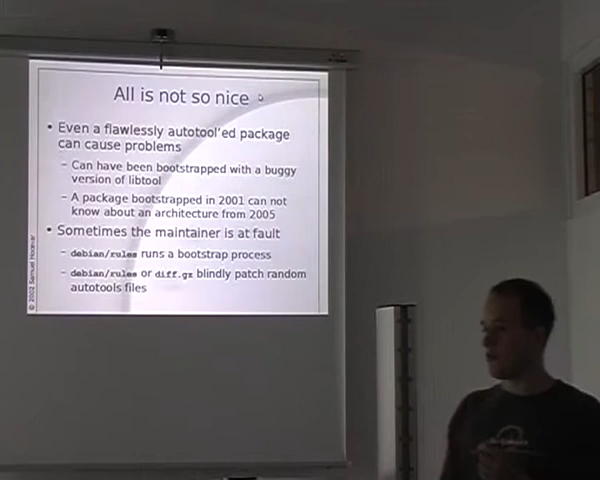 All is not so nice
• Even a flawlessly autotool'ed package
can cause problems
– Can have been bootstrapped with a buggy
version of libtool
– A package bootstrapped in 2001 can not
know about an architecture from 2005
• Sometimes the maintainer is at fault
– debian/rules runs a bootstrap process
– debian/rules or diff.gz blindly patch random
autotools files
© 2002 Samuel Hocevar